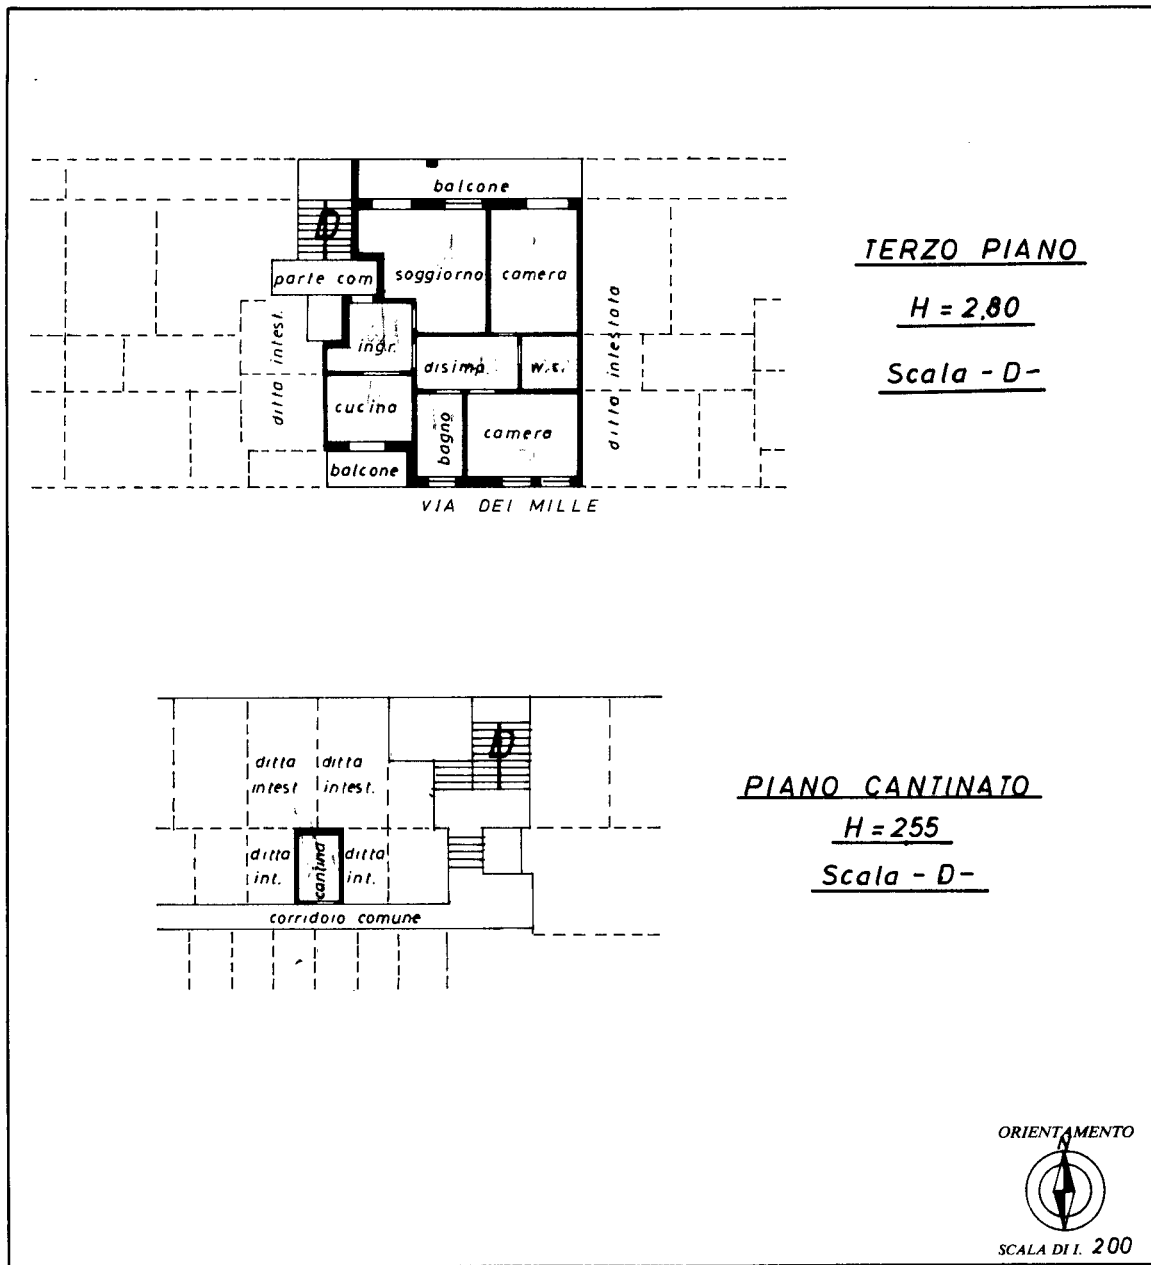 balcone
D
parte com
soggiorno
camera
ditta intest.
ingr.
disimp.
w.c.
ditta intestata
cucina
bagno
camera
balcone
VIA DEI MILLE
TERZO PIANO
H = 2,80
Scala - D -
D
ditta
intest
ditta
intest.
ditta
int.
cantina
ditta
int.
corridoio comune
PIANO CANTINATO
H = 255
Scala - D -
ORIENTAMENTO
N
SCALA DI 1. 200